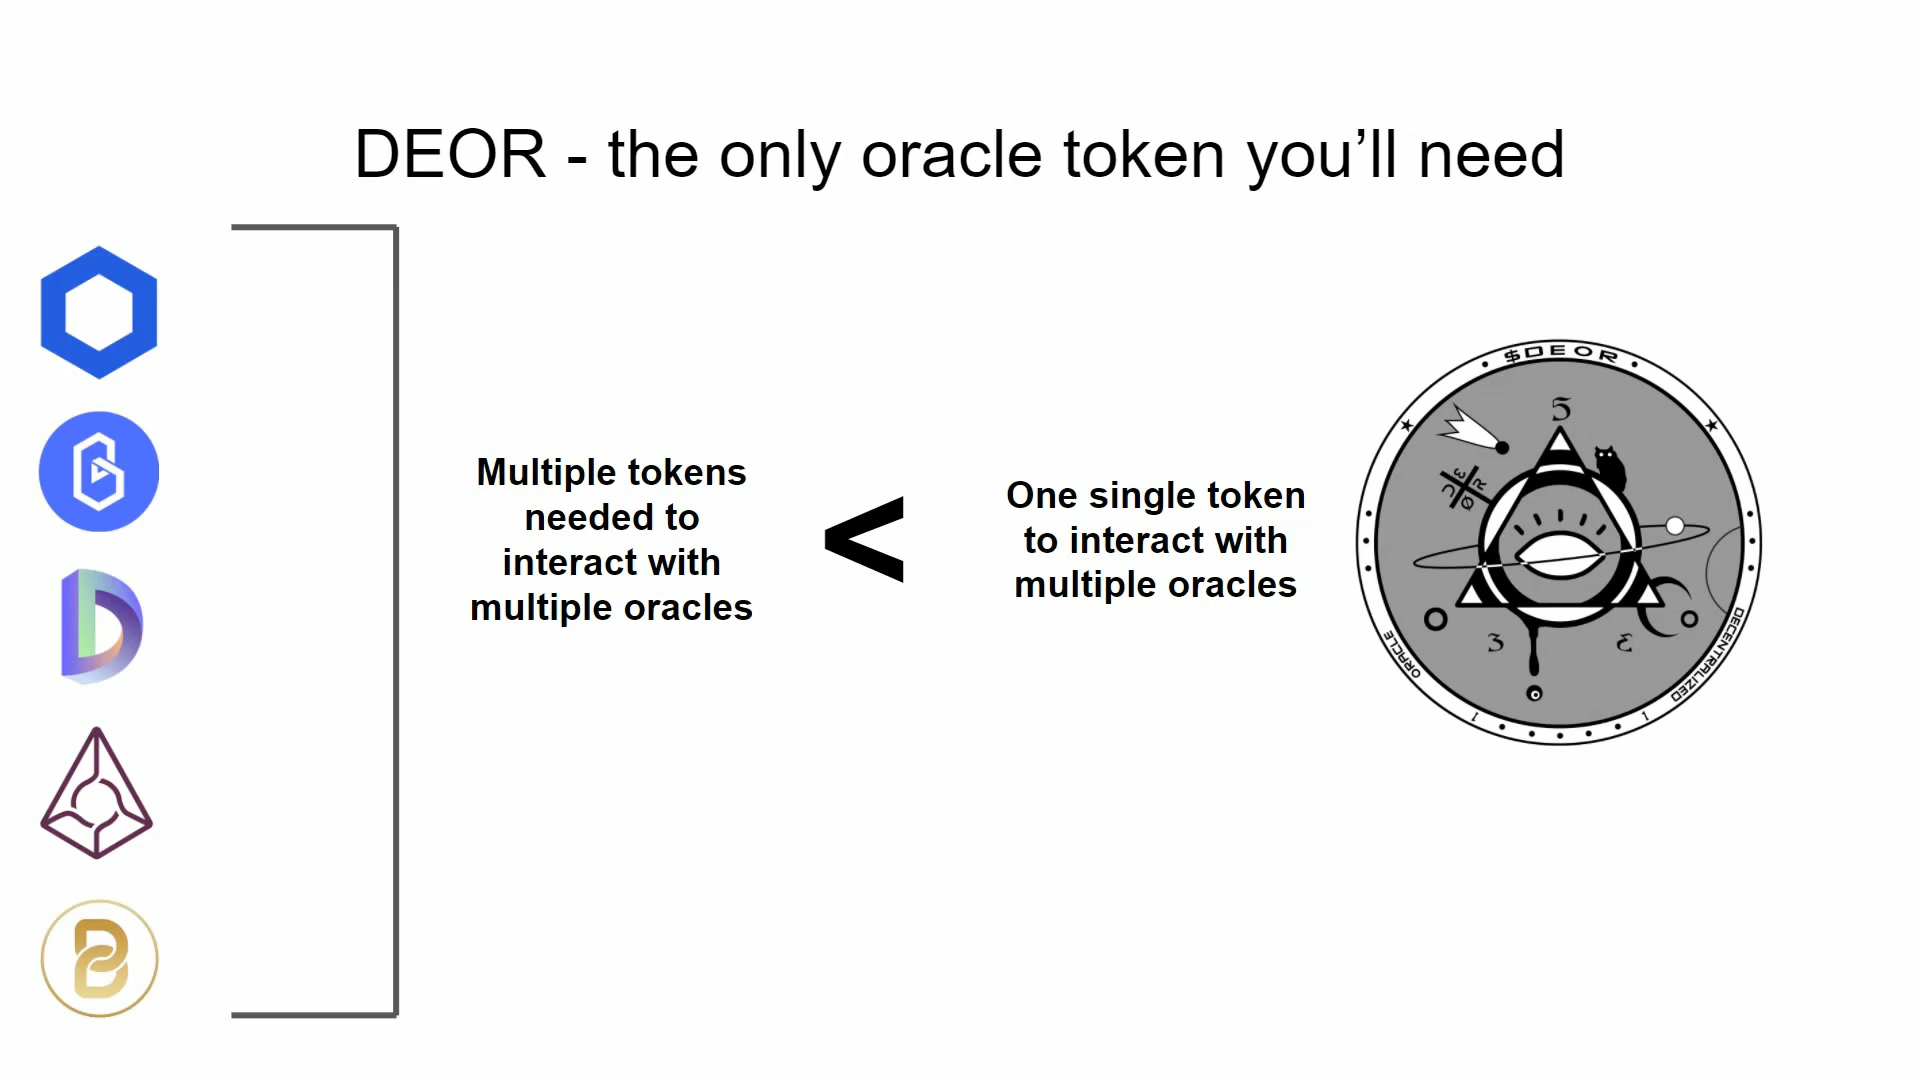 DEOR - the only oracle token you’ll need
Multiple tokens
needed to
interact with
multiple oracles
<
One single token
to interact with
multiple oracles
$DEOR
ORACLE
DECENTRALIZED